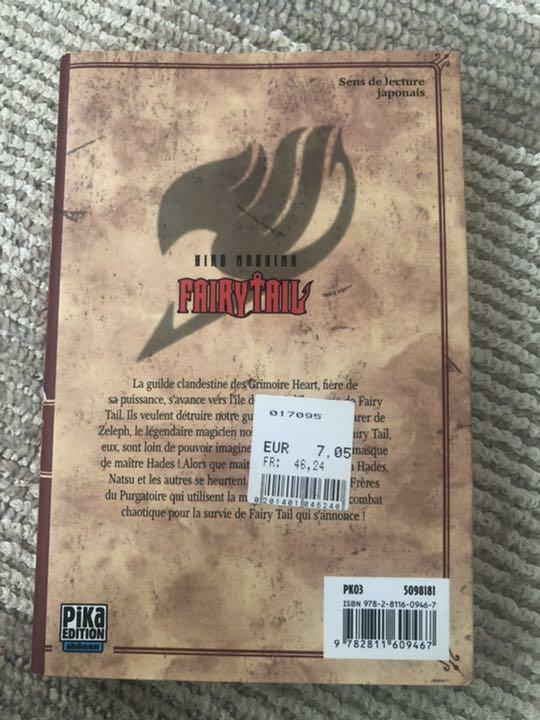 Sens de lecture
japonais
HIRO MASHIMA
FAIRY TAIL
La guilde clandestine des Grimoire Heart, fière de
sa puissance, s'avance vers l'île de Fairy
Tail. Ils veulent détruire notre parer de
Zeleph, le légendaire magicien Fairy Tail,
eux, sont loin de pouvoir masque
de maître Hades ! Alors que Hades,
Natsu et les autres se heurtent Frères
du Purgatoire qui utilisent la combat
chaotique pour la survie de Fairy Tail qui s'annonce !
017095
EUR 7,05
FR: 46,24
0201401046240
PiKA
EDITION
shônen
PK03 5098181
ISBN 978-2-8116-0946-7
9 782811 609467